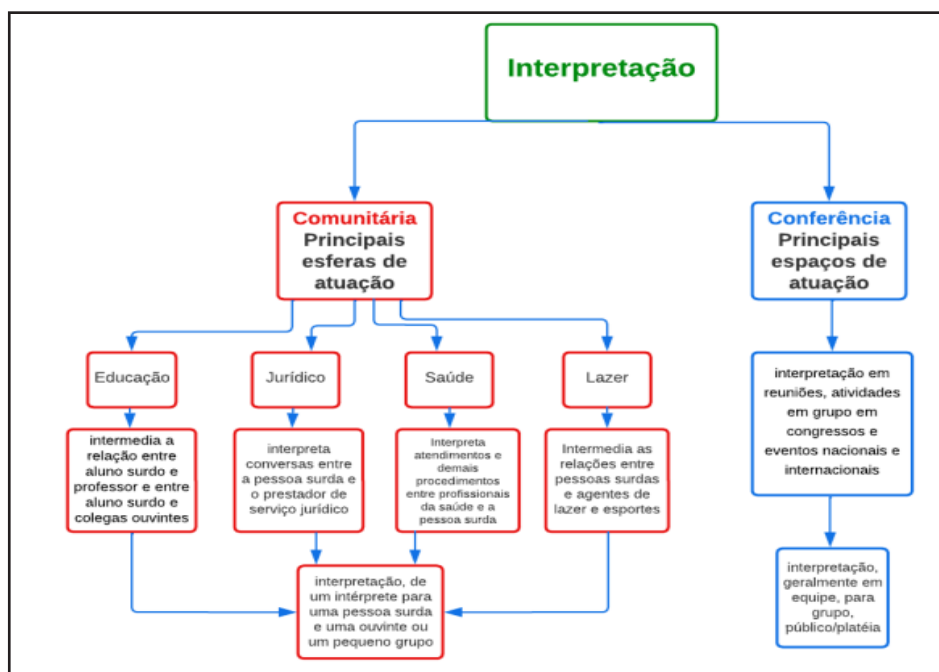 Interpretação
Comunitária
Principais
esferas de
atuação
Conferência
Principais
espaços de
atuação
Educação
Jurídico
Saúde
Lazer
intermedia a
relação entre
aluno surdo e
professor e entre
aluno surdo e
colegas ouvintes
interpreta
conversas entre
a pessoa surda e
o prestador de
serviço jurídico
Interpreta
atendimentos e
demais
procedimentos
entre profissionais
da saúde e a
pessoa surda
Intermedia as
relações entre
pessoas surdas
e agentes de
lazer e esportes
interpretação em
reuniões, atividades
em grupo em
congressos e
eventos nacionais e
internacionais
interpretação, de
um intérprete para
uma pessoa surda
e uma ouvinte ou
um pequeno grupo
interpretação,
geralmente em
equipe, para
grupo,
público/platéia